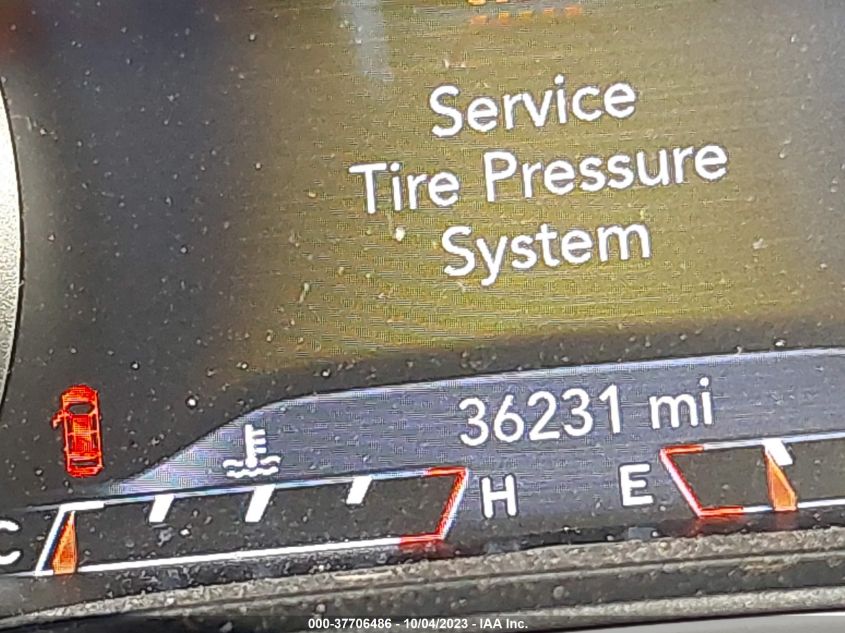 Service
Tire Pressure
System
36231 mi
C H E
000-37706486 - 10/04/2023 - IAA Inc.